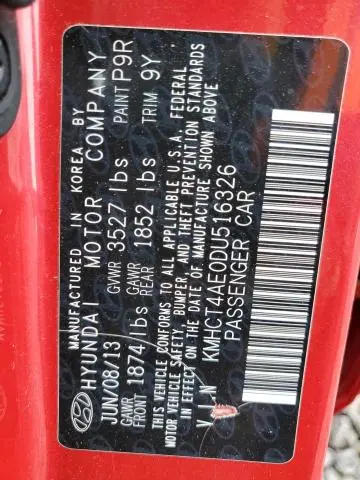 MANUFACTURED IN KOREA BY
HYUNDAI MOTOR COMPANY
JUN/08/13 GVWR 3527 lbs PAINT P9R
GAWR FRONT 1874 lbs GAWR REAR 1852 lbs TRIM 9Y
THIS VEHICLE CONFORMS TO ALL APPLICABLE U.S.A. FEDERAL
MOTOR VEHICLE SAFETY, BUMPER, AND THEFT PREVENTION STANDARDS
IN EFFECT ON THE DATE OF MANUFACTURE SHOWN ABOVE
V.I.N KMHCT4AE0DU516326
PASSENGER CAR